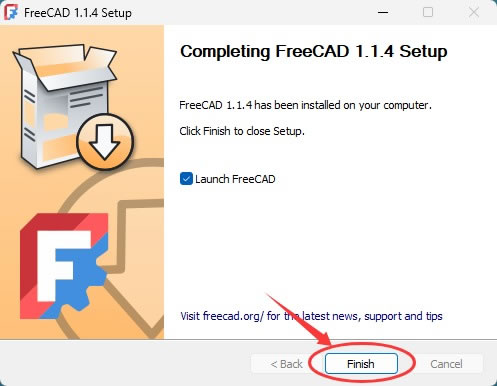 FreeCAD 1.1.4 Setup
Completing FreeCAD 1.1.4 Setup
FreeCAD 1.1.4 has been installed on your computer.
Click Finish to close Setup.
Launch FreeCAD
Visit freecad.org/ for the latest news, support and tips
< Back
Finish
Cancel